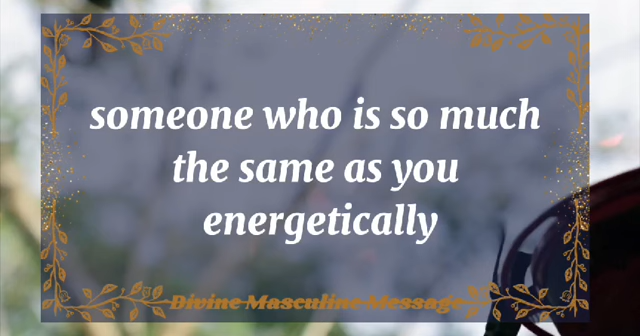 someone who is so much
the same as you
energetically
Divine Masculine Message